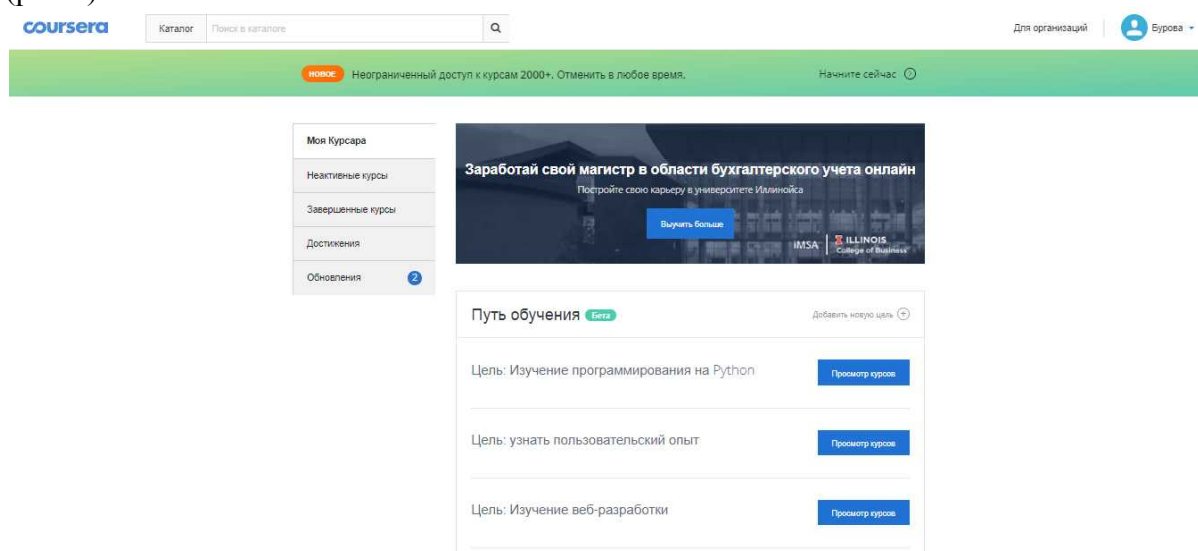 coursera
Каталог
Поиск в каталоге
Для организаций
Бурова
НОВОЕ Неограниченный доступ к курсам 2000+. Отменить в любое время.
Начните сейчас
Моя Курсара
Неактивные курсы
Завершенные курсы
Достижения
Обновления 2
Заработай свой магистр в области бухгалтерского учета онлайн
Постройте свою карьеру в университете Иллинойса
Выучить больше
iMSA
ILLINOIS
College of Business
Путь обучения Бета
Добавить новую цель
Цель: Изучение программирования на Python
Просмотр курсов
Цель: узнать пользовательский опыт
Просмотр курсов
Цель: Изучение веб-разработки
Просмотр курсов